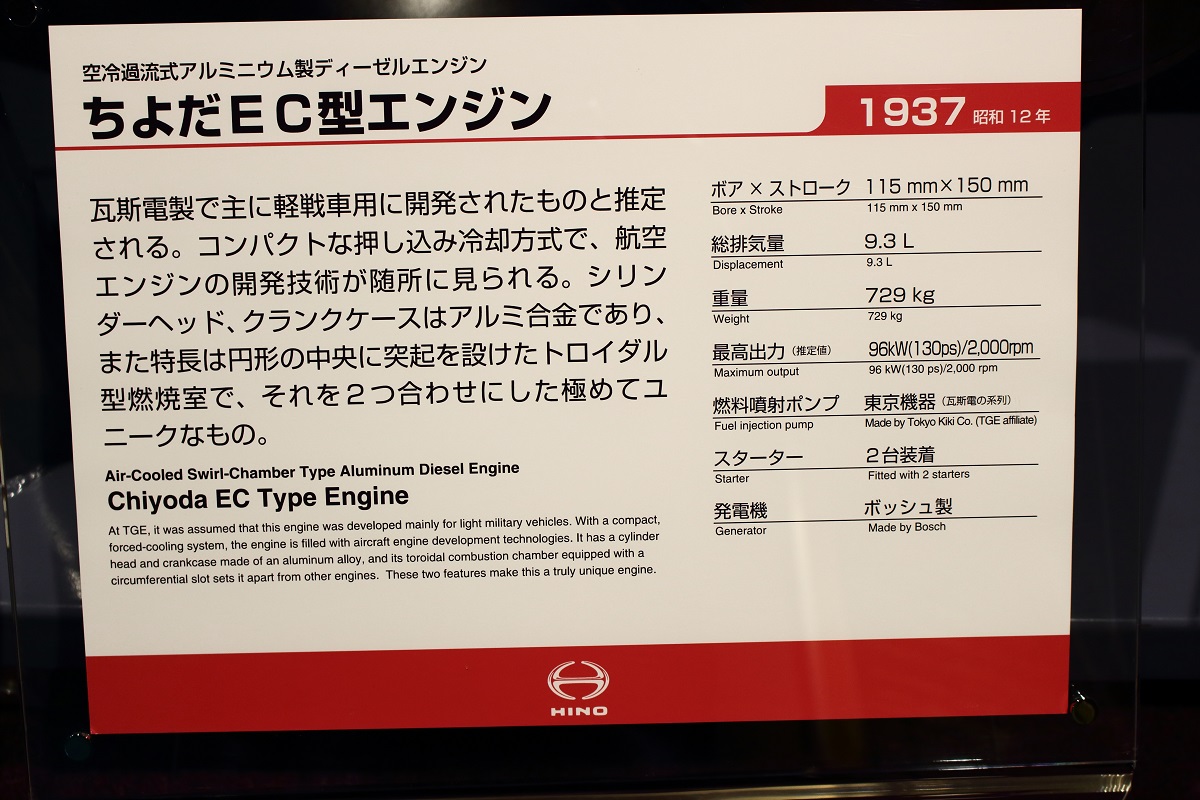 空冷過流式アルミニウム製ディーゼルエンジン
ちよだEC型エンジン
1937 昭和12年
瓦斯電製で主に軽戦車用に開発されたものと推定
される。コンパクトな押し込み冷却方式で、航空
エンジンの開発技術が随所に見られる。シリン
ダーヘッド、クランクケースはアルミ合金であり、
また特長は円形の中央に突起を設けたトロイダル
型燃焼室で、それを2つ合わせにした極めてユ
ニークなもの。
Air-Cooled Swirl-Chamber Type Aluminum Diesel Engine
Chiyoda EC Type Engine
At TGE, it was assumed that this engine was developed mainly for light military vehicles. With a compact,
forced-cooling system, the engine is filled with aircraft engine development technologies. It has a cylinder
head and crankcase made of an aluminum alloy, and its toroidal combustion chamber equipped with a
circumferential slot sets it apart from other engines. These two features make this a truly unique engine.
ボア × ストローク 115 mm×150 mm
Bore x Stroke 115 mm x 150 mm
総排気量 9.3 L
Displacement 9.3 L
重量 729 kg
Weight 729 kg
最高出力(推定値) 96kW(130ps)/2,000rpm
Maximum output 96 kW(130 ps)/2,000 rpm
燃料噴射ポンプ 東京機器(瓦斯電の系列)
Fuel injection pump Made by Tokyo Kiki Co. (TGE affiliate)
スターター 2台装着
Starter Fitted with 2 starters
発電機 ボッシュ製
Generator Made by Bosch
HINO